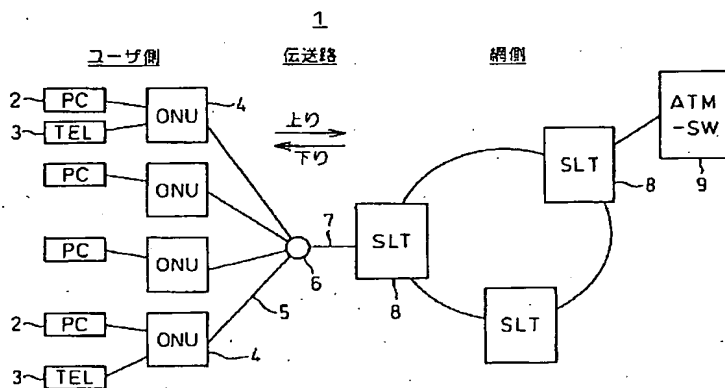 1
ユーザ側
伝送路
網側
2 PC
3 TEL
ONU 4
PC
ONU
PC
ONU
2 PC
3 TEL
ONU 4
上り
下り
5
6
7
SLT
8
SLT
8
SLT
ATM
-SW
9